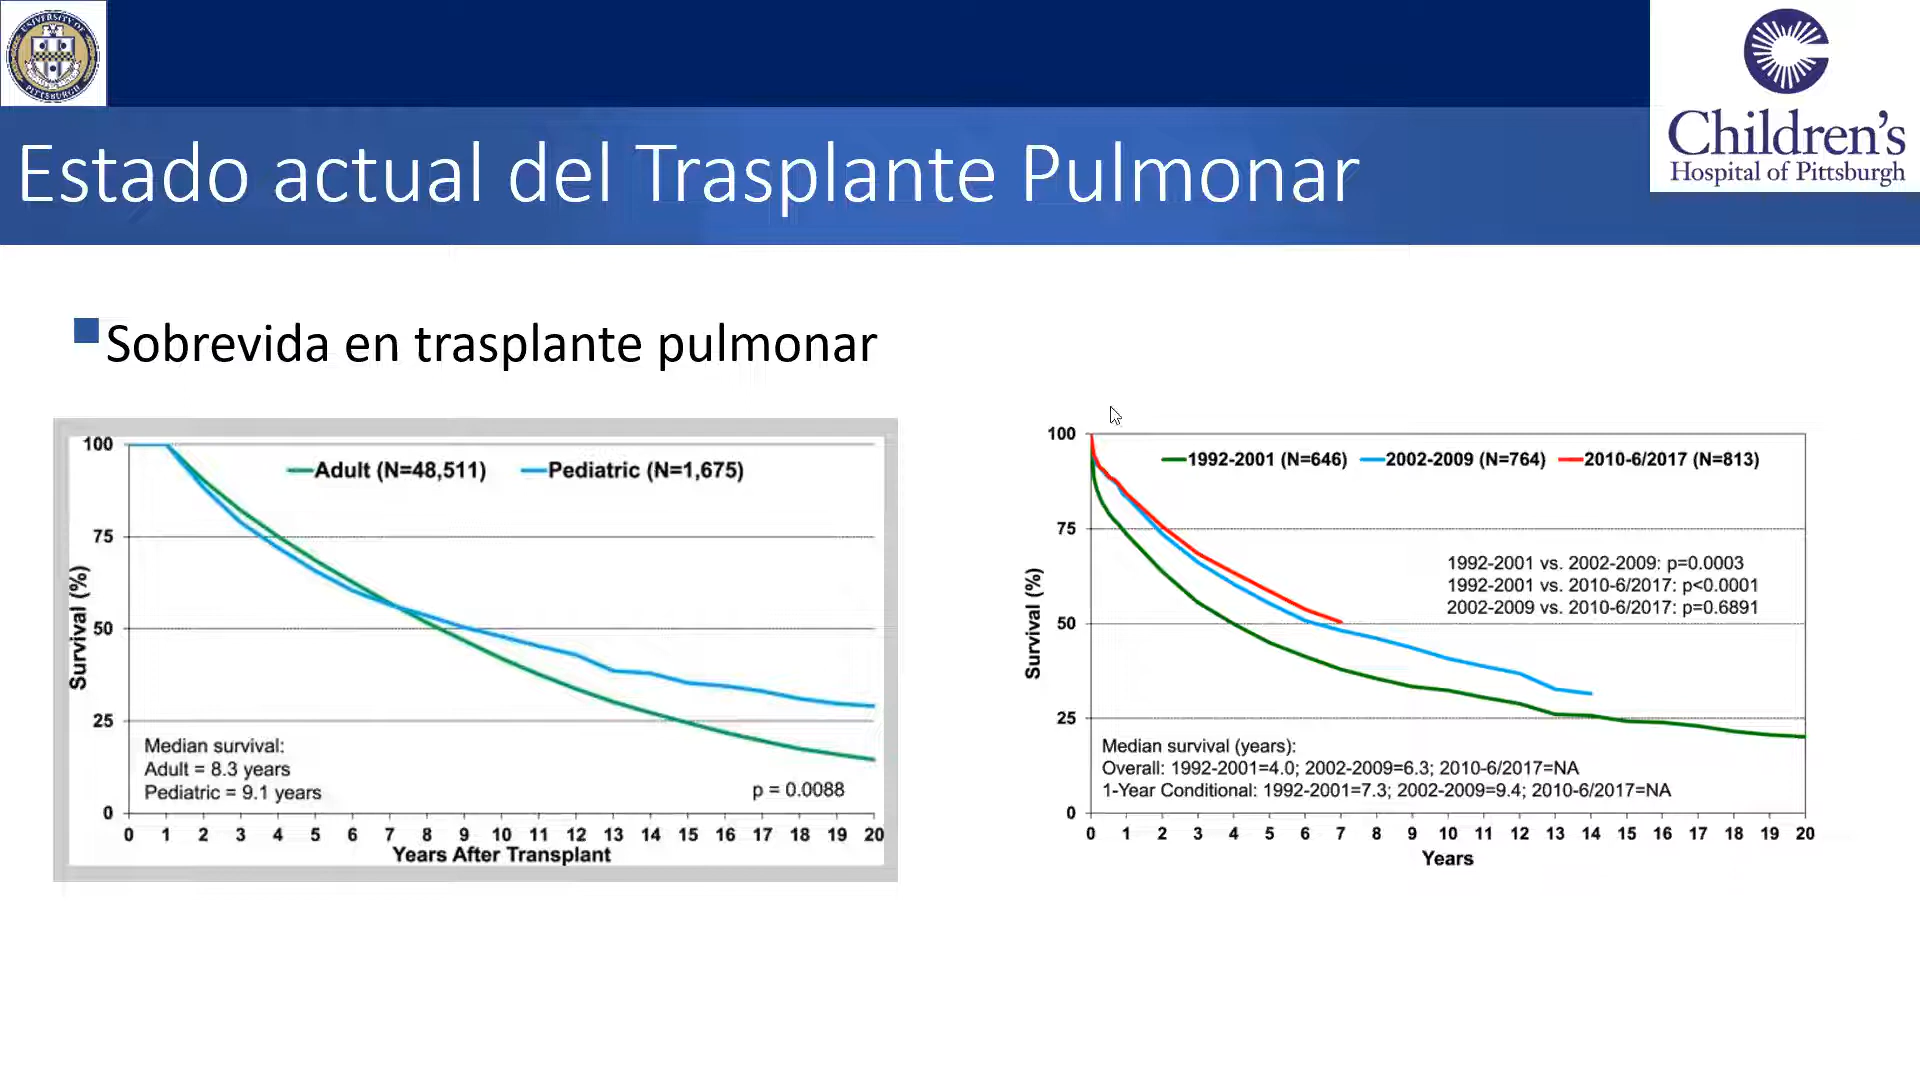 UNIVERSITY OF
PITTSBURGH
Children's
Hospital of Pittsburgh
Estado actual del Trasplante Pulmonar
Sobrevida en trasplante pulmonar
Adult (N=48,511) Pediatric (N=1,675)
100
75
50
25
0
Survival (%)
Median survival:
Adult = 8.3 years
Pediatric = 9.1 years
p = 0.0088
0 1 2 3 4 5 6 7 8 9 10 11 12 13 14 15 16 17 18 19 20
Years After Transplant
1992-2001 (N=646) 2002-2009 (N=764) 2010-6/2017 (N=813)
100
75
50
25
0
Survival (%)
1992-2001 vs. 2002-2009: p=0.0003
1992-2001 vs. 2010-6/2017: p<0.0001
2002-2009 vs. 2010-6/2017: p=0.6891
Median survival (years):
Overall: 1992-2001=4.0; 2002-2009=6.3; 2010-6/2017=NA
1-Year Conditional: 1992-2001=7.3; 2002-2009=9.4; 2010-6/2017=NA
0 1 2 3 4 5 6 7 8 9 10 11 12 13 14 15 16 17 18 19 20
Years